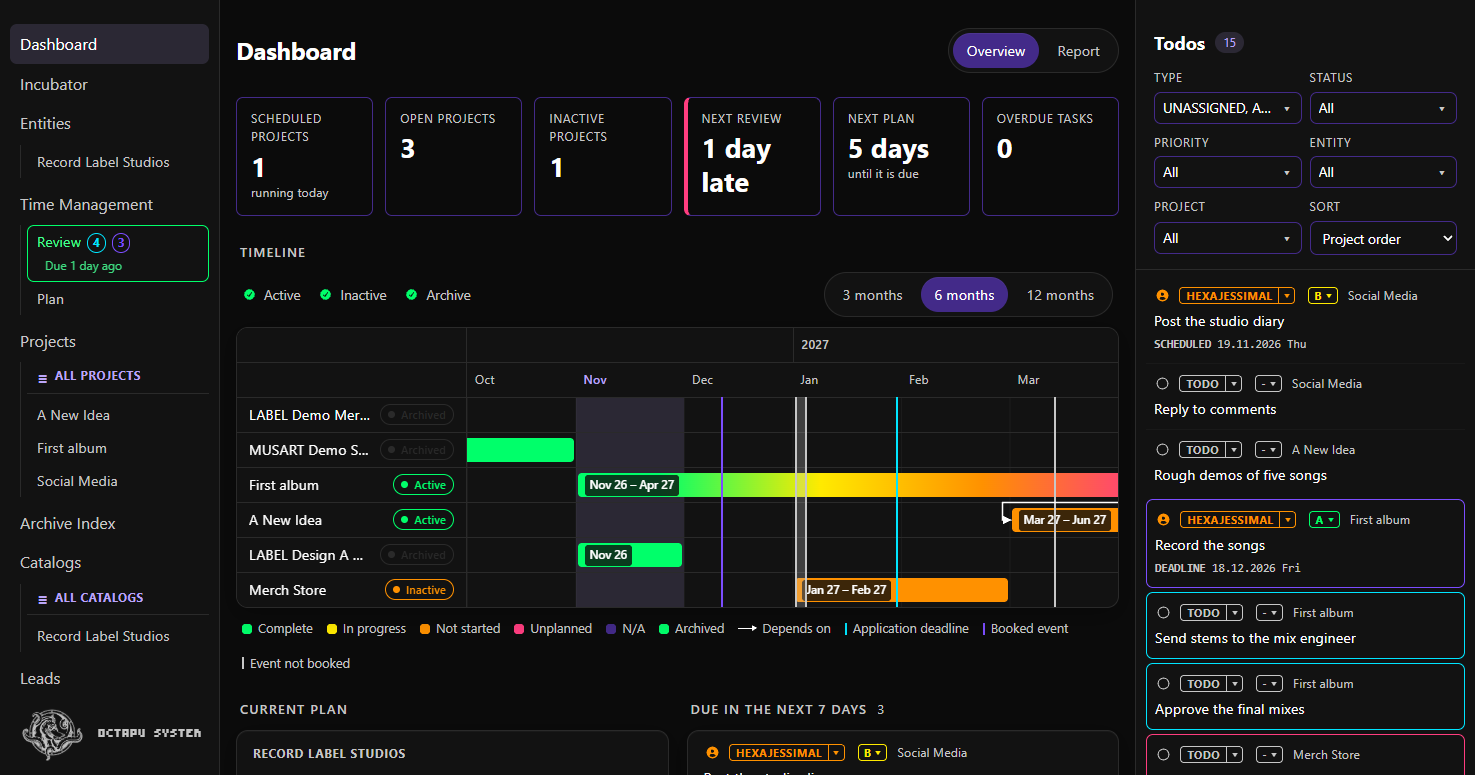 Dashboard
Incubator
Entities
Record Label Studios
Time Management
Review 4 3
Due 1 day ago
Plan
Projects
ALL PROJECTS
A New Idea
First album
Social Media
Archive Index
Catalogs
ALL CATALOGS
Record Label Studios
Leads
OCTAPU SYSTEM
Dashboard
Overview Report
SCHEDULED PROJECTS
1
running today
OPEN PROJECTS
3
INACTIVE PROJECTS
1
NEXT REVIEW
1 day late
NEXT PLAN
5 days
until it is due
OVERDUE TASKS
0
TIMELINE
Active Inactive Archive
3 months 6 months 12 months
2027
Oct Nov Dec Jan Feb Mar
LABEL Demo Mer... Archived
MUSART Demo S... Archived
First album Active Nov 26 – Apr 27
A New Idea Active Mar 27 – Jun 27
LABEL Design A ... Archived Nov 26
Merch Store Inactive Jan 27 – Feb 27
Complete In progress Not started Unplanned N/A Archived Depends on Application deadline Booked event
Event not booked
CURRENT PLAN
RECORD LABEL STUDIOS
DUE IN THE NEXT 7 DAYS 3
HEXAJESSIMAL B Social Media
Todos 15
TYPE STATUS
UNASSIGNED, A... All
PRIORITY ENTITY
All All
PROJECT SORT
All Project order
HEXAJESSIMAL B Social Media
Post the studio diary
SCHEDULED 19.11.2026 Thu
TODO - Social Media
Reply to comments
TODO - A New Idea
Rough demos of five songs
HEXAJESSIMAL A First album
Record the songs
DEADLINE 18.12.2026 Fri
TODO - First album
Send stems to the mix engineer
TODO - First album
Approve the final mixes
TODO - Merch Store